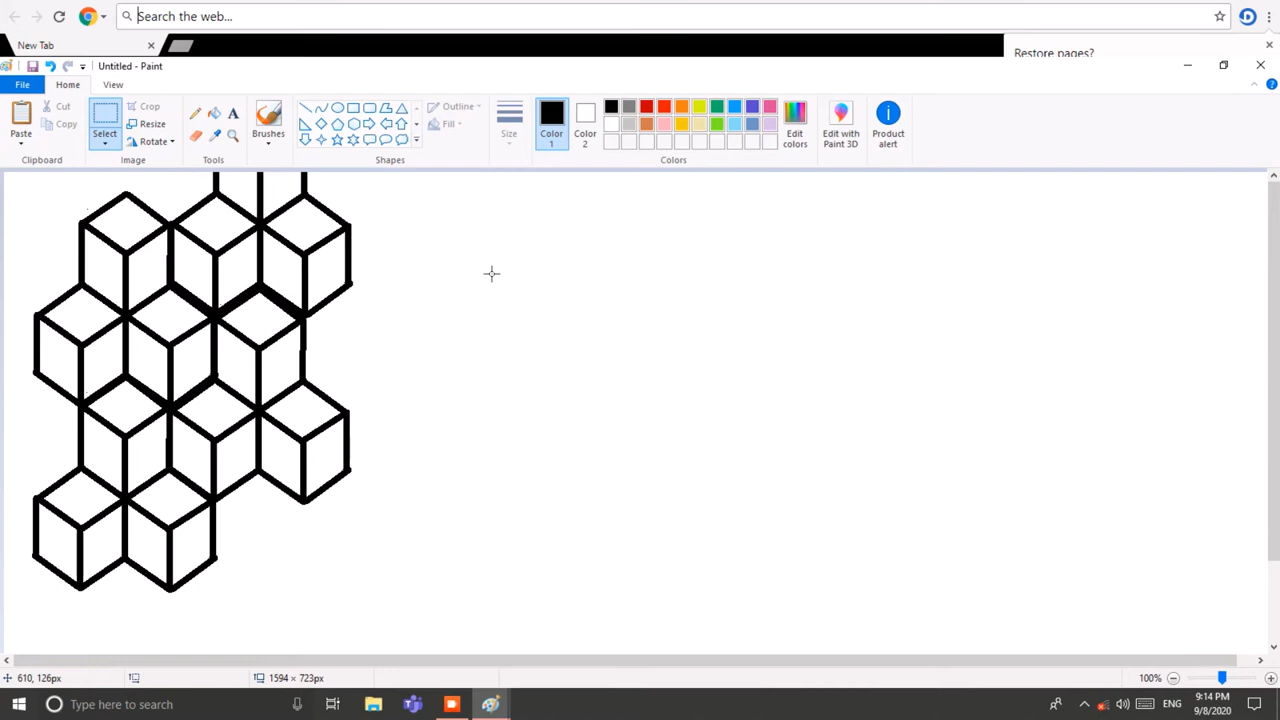 Search the web...
New Tab
Restore pages?
Untitled - Paint
File Home View
Paste
Cut
Copy
Clipboard
Select
Crop
Resize
Rotate
Image
A
Tools
Brushes
Outline
Fill
Shapes
Size
Color
1
Color
2
Edit
colors
Colors
Edit with
Paint 3D
Product
alert
610, 126px
1594 × 723px
100%
Type here to search
ENG
9:14 PM
9/8/2020